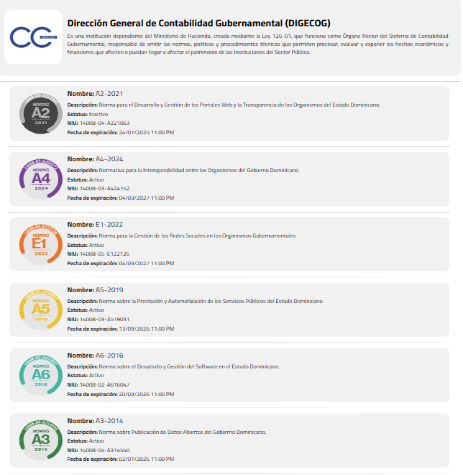 Dirección General de Contabilidad Gubernamental (DIGECOG)
Es una institución dependiente del Ministerio de Hacienda, creada mediante la Ley 126-01, que funciona como Órgano Rector del Sistema de Contabilidad
Gubernamental, responsable de emitir las normas, políticas y procedimientos técnicos que permiten procesar, evaluar y exponer los hechos económicos y
financieros que afecten o puedan llegar a afectar el patrimonio de las Instituciones del Sector Público.
NORTIC
A2
2021
Nombre: A2-2021
Descripción: Norma para el Desarrollo y Gestión de los Portales Web y la Transparencia de los Organismos del Estado Dominicano.
Estatus: Inactivo
NIU: 14008-04-A221063
Fecha de expiración: 24/01/2025 11:00 PM
NORTIC
A4
2024
Nombre: A4-2024
Descripción: Normativa para la Interoperabilidad entre los Organismos del Gobierno Dominicano
Estatus: Activo
NIU: 14008-03-A424152
Fecha de expiración: 04/03/2027 11:00 PM
NORTIC
E1
2022
Nombre: E1-2022
Descripción: Norma para la Gestión de las Redes Sociales en los Organismos Gubernamentales
Estatus: Activo
NIU: 14008-05-E122126
Fecha de expiración: 04/03/2027 11:00 PM
NORTIC
A5
2019
Nombre: A5-2019
Descripción: Norma sobre la Prestación y Automatización de los Servicios Públicos del Estado Dominicano.
Estatus: Activo
NIU: 14008-03-A519031
Fecha de expiración: 13/09/2026 11:00 PM
NORTIC
A6
2016
Nombre: A6-2016
Descripción: Norma sobre el Desarrollo y Gestión del Software en el Estado Dominicano.
Estatus: Activo
NIU: 14008-02-A616047
Fecha de expiración: 20/03/2026 11:00 PM
NORTIC
A3
2014
Nombre: A3-2014
Descripción: Norma sobre Publicación de Datos Abiertos del Gobierno Dominicano.
Estatus: Activo
NIU: 14008-04-A314440
Fecha de expiración: 02/01/2026 11:00 PM